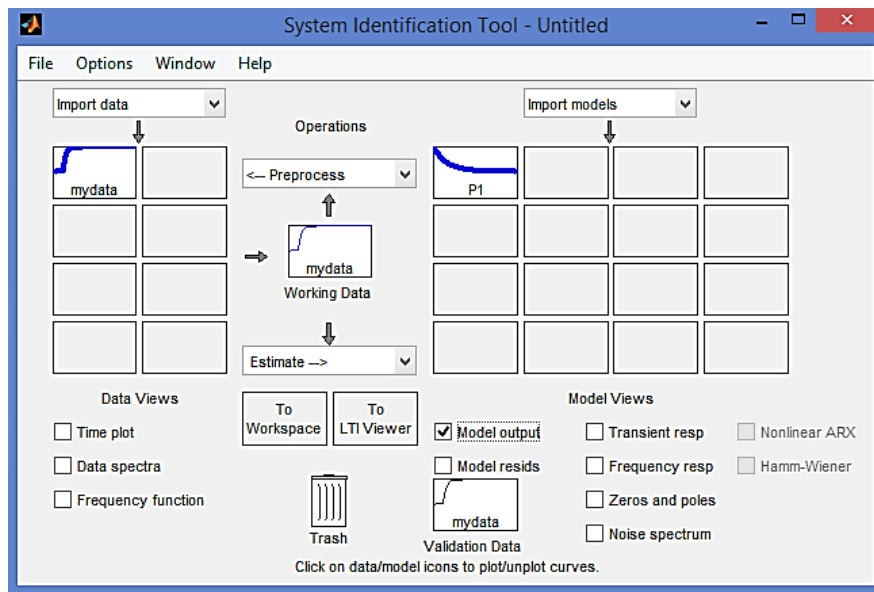 System Identification Tool - Untitled
File Options Window Help
Import data
Import models
Operations
mydata
<-- Preprocess
P1
mydata
Working Data
Estimate -->
Data Views
Time plot
Data spectra
Frequency function
To
Workspace
To
LTI Viewer
Trash
Model Views
Model output
Transient resp
Nonlinear ARX
Model resids
Frequency resp
Hamm-Wiener
Zeros and poles
mydata
Noise spectrum
Validation Data
Click on data/model icons to plot/unplot curves.